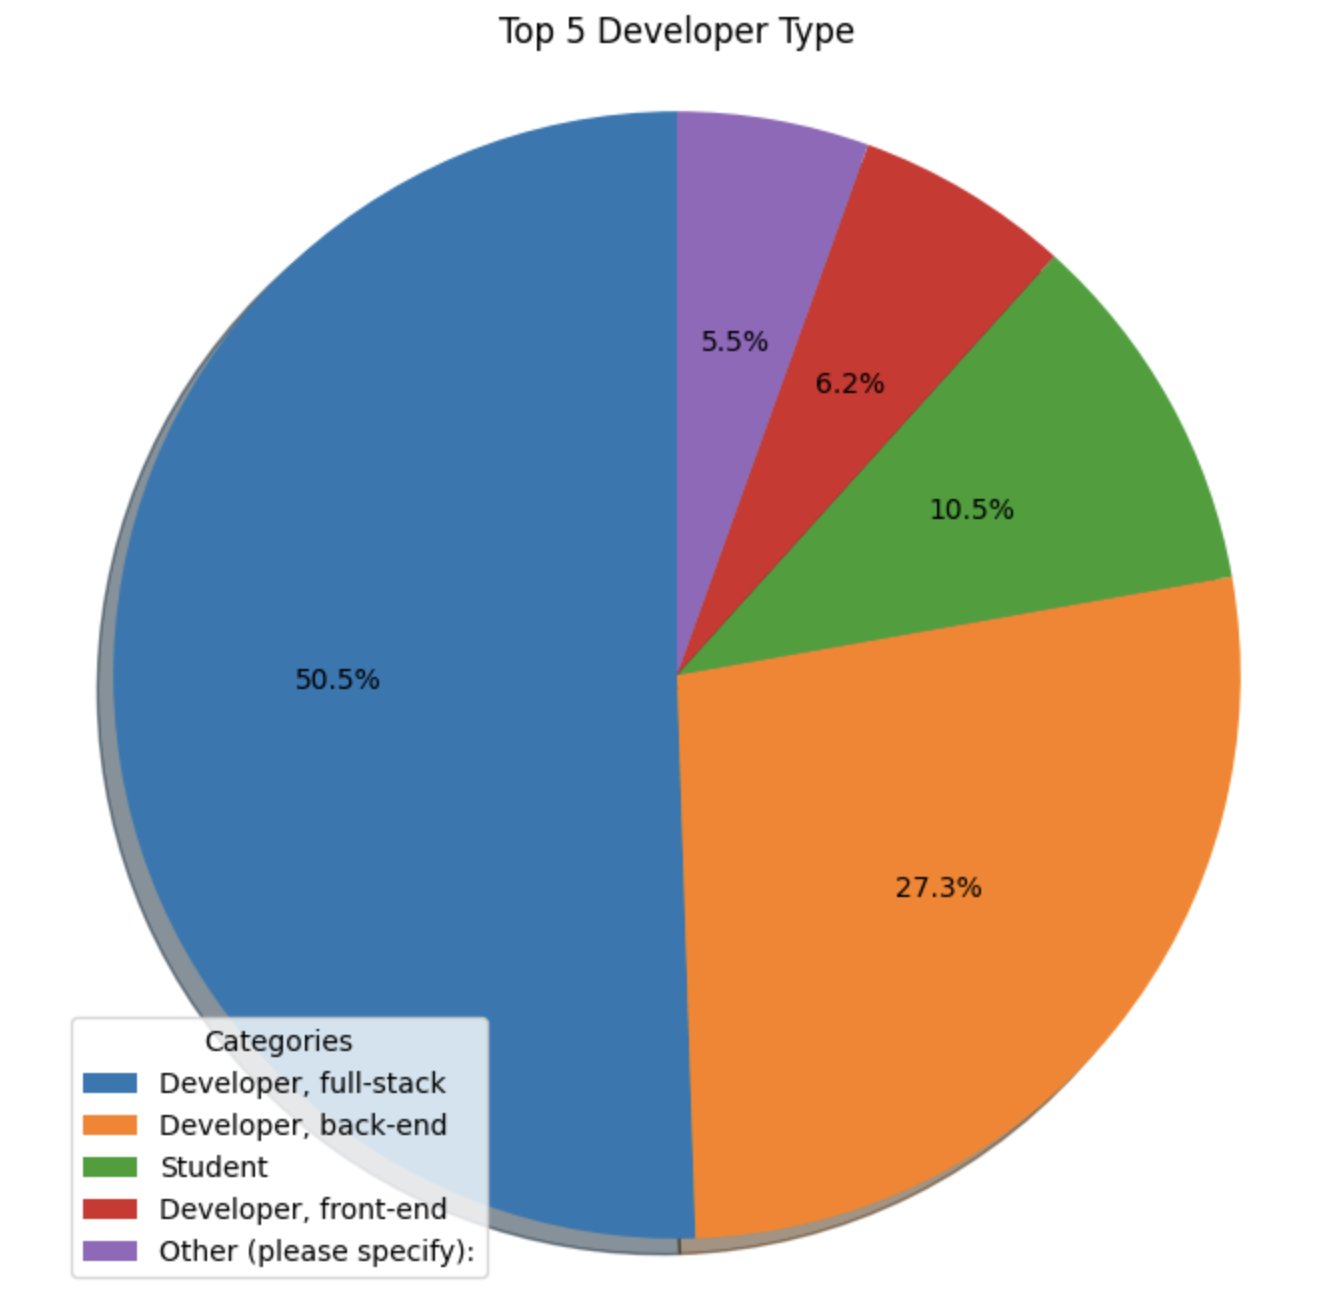 Top 5 Developer Type
5.5%
6.2%
10.5%
50.5%
27.3%
Categories
Developer, full-stack
Developer, back-end
Student
Developer, front-end
Other (please specify):